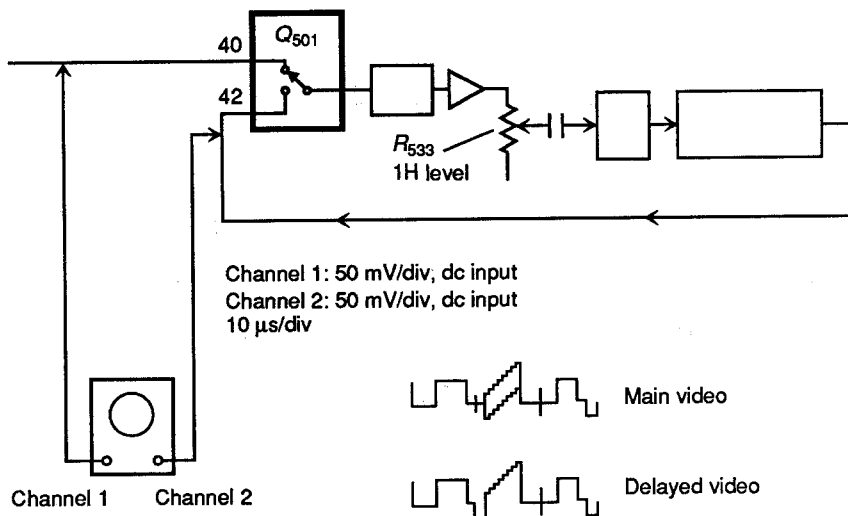 Q501
40
42
R533
1H level
Channel 1: 50 mV/div, dc input
Channel 2: 50 mV/div, dc input
10 μs/div
Main video
Delayed video
Channel 1 Channel 2